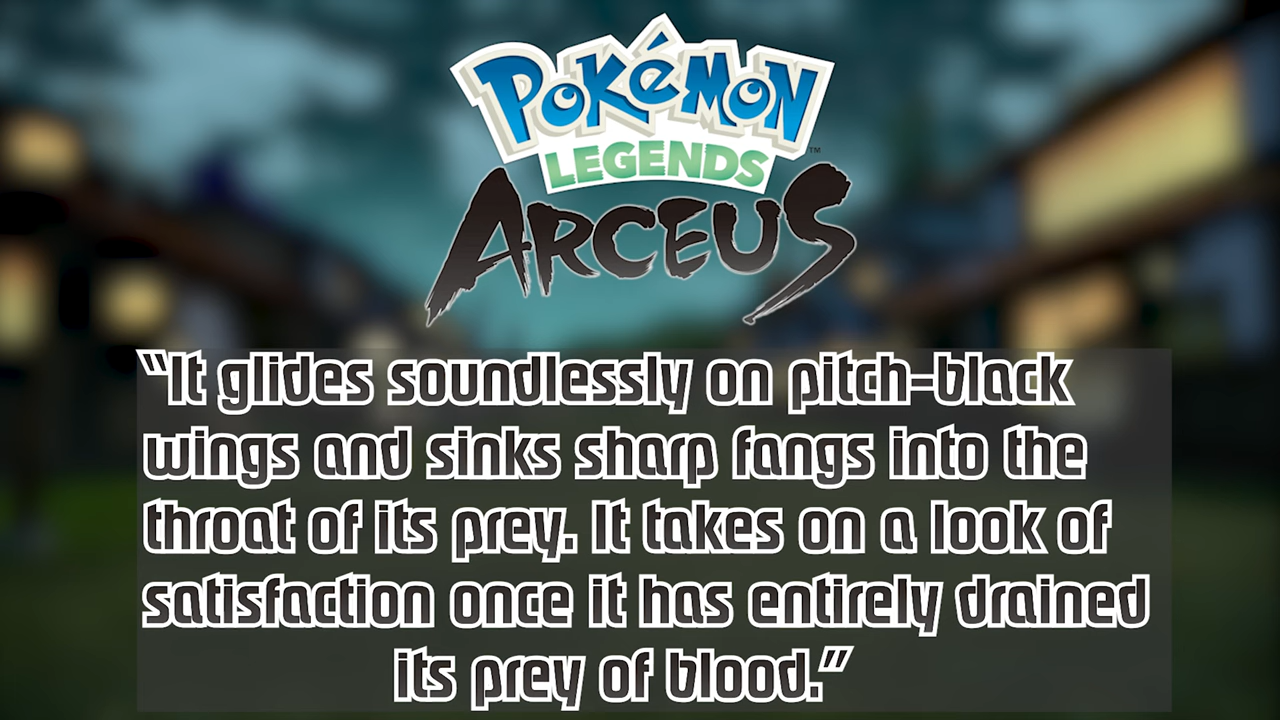 POKéMON
LEGENDS
TM
ARCEUS
“It glides soundlessly on pitch-black
wings and sinks sharp fangs into the
throat of its prey. It takes on a look of
satisfaction once it has entirely drained
its prey of blood.”